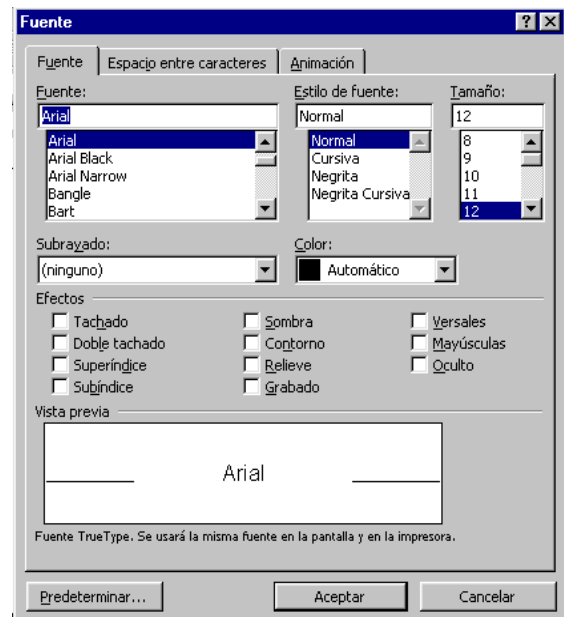 Fuente
Fuente Espacio entre caracteres Animación
Fuente: Estilo de fuente: Tamaño:
Arial Normal 12
Arial Normal 8
Arial Black Cursiva 9
Arial Narrow Negrita 10
Bangle Negrita Cursiva 11
Bart 12
Subrayado: Color:
(ninguno) Automático
Efectos
Tachado Sombra Versales
Doble tachado Contorno Mayúsculas
Superíndice Relieve Oculto
Subíndice Grabado
Vista previa
Arial
Fuente TrueType. Se usará la misma fuente en la pantalla y en la impresora.
Predeterminar... Aceptar Cancelar